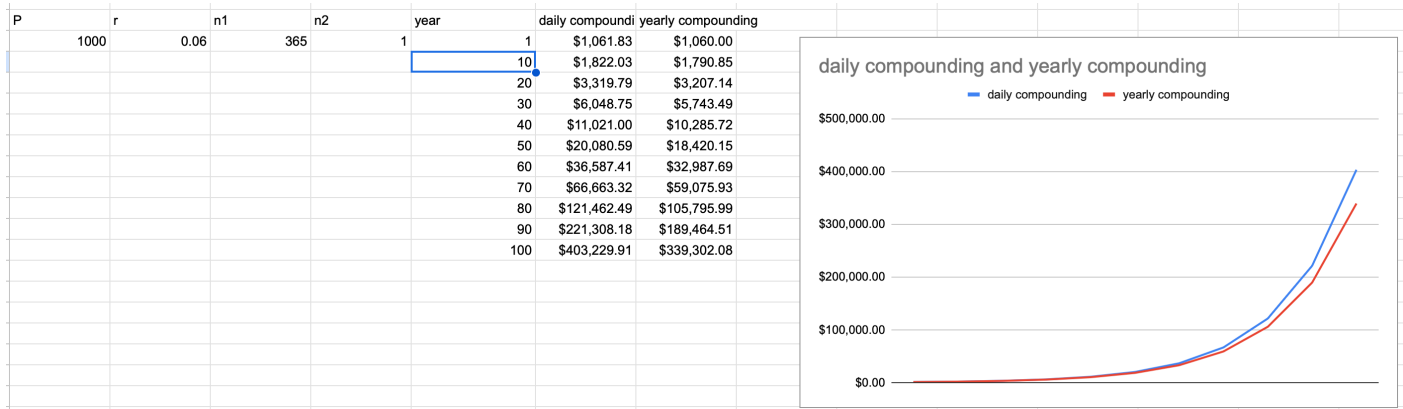 P r n1 n2 year daily compoundi yearly compounding
1000 0.06 365 1 1 $1,061.83 $1,060.00
10 $1,822.03 $1,790.85
20 $3,319.79 $3,207.14
30 $6,048.75 $5,743.49
40 $11,021.00 $10,285.72
50 $20,080.59 $18,420.15
60 $36,587.41 $32,987.69
70 $66,663.32 $59,075.93
80 $121,462.49 $105,795.99
90 $221,308.18 $189,464.51
100 $403,229.91 $339,302.08
daily compounding and yearly compounding
daily compounding yearly compounding
$500,000.00
$400,000.00
$300,000.00
$200,000.00
$100,000.00
$0.00